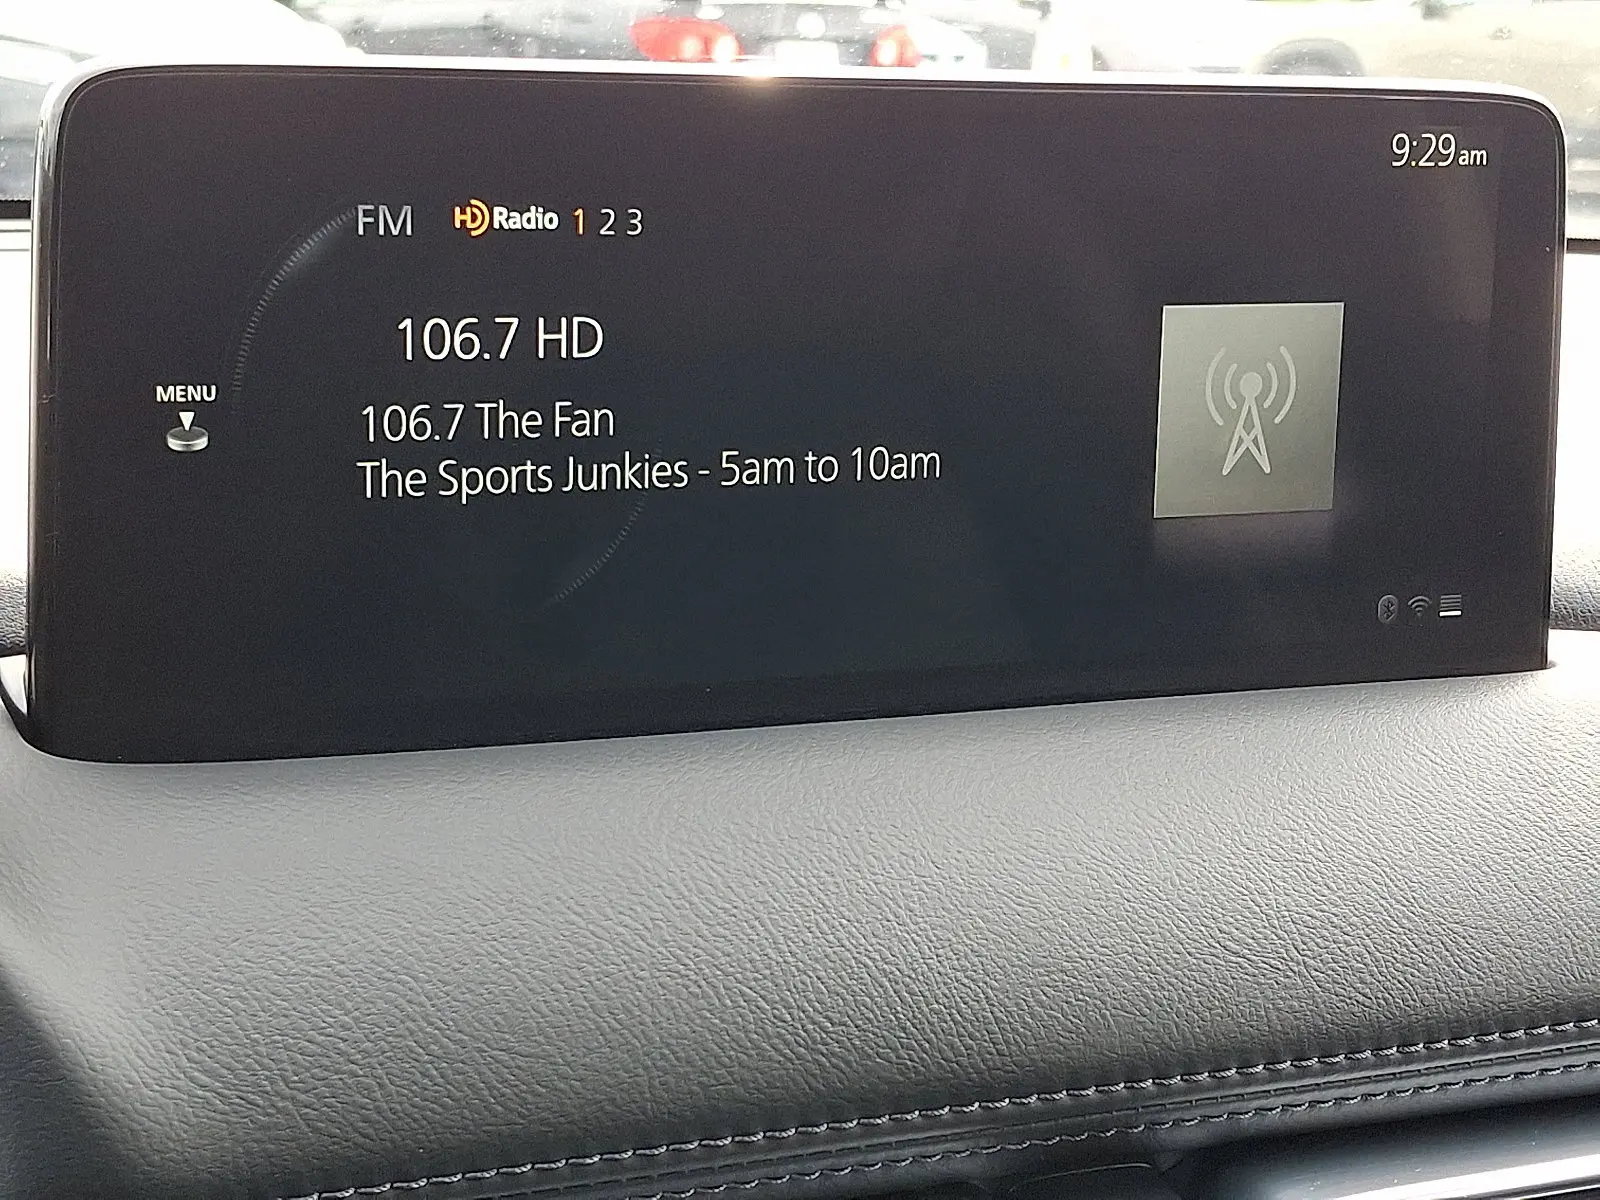 9:29am
FM HD Radio 1 2 3
106.7 HD
MENU
106.7 The Fan
The Sports Junkies - 5am to 10am